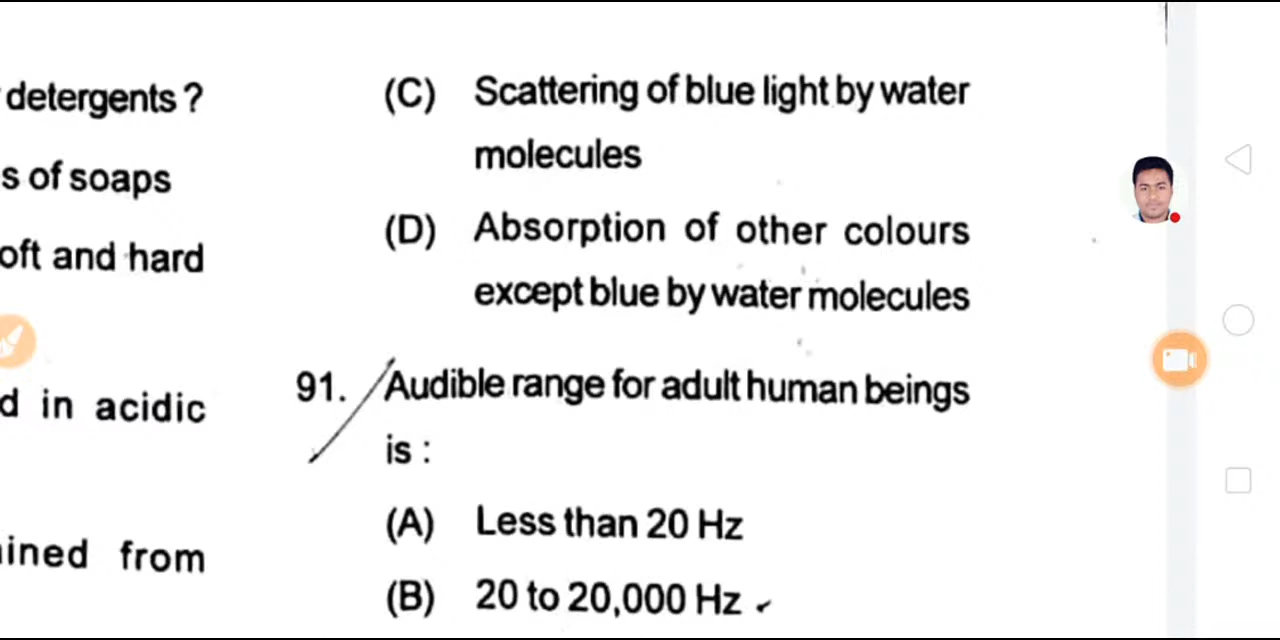 detergents ?
s of soaps
oft and hard
d in acidic
ined from
(C) Scattering of blue light by water
molecules
(D) Absorption of other colours
except blue by water molecules
91. Audible range for adult human beings
is :
(A) Less than 20 Hz
(B) 20 to 20,000 Hz